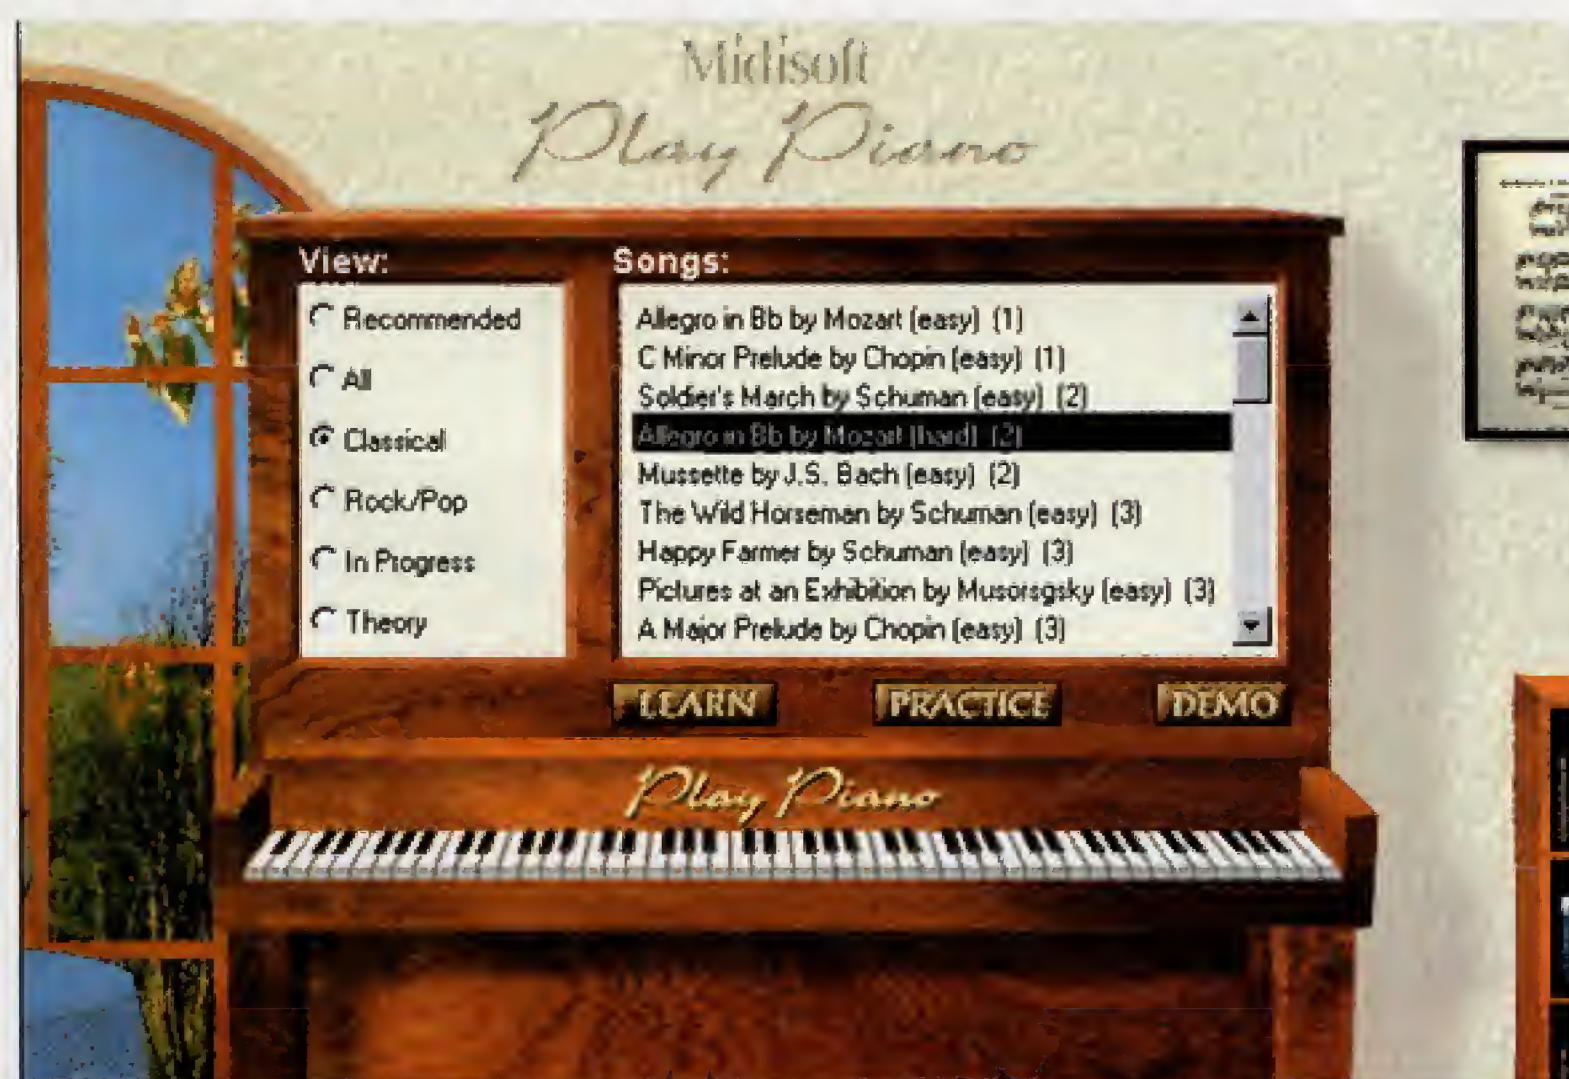 Midisoft
Play Piano
View:
Recommended
All
Classical
Rock/Pop
In Progress
Theory
Songs:
Allegro in Bb by Mozart (easy) (1)
C Minor Prelude by Chopin (easy) (1)
Soldier's March by Schuman (easy) (2)
Allegro in Bb by Mozart (hard) (2)
Mussette by J.S. Bach (easy) (2)
The Wild Horseman by Schuman (easy) (3)
Happy Farmer by Schuman (easy) (3)
Pictures at an Exhibition by Musorsgsky (easy) (3)
A Major Prelude by Chopin (easy) (3)
LEARN PRACTICE DEMO
Play Piano